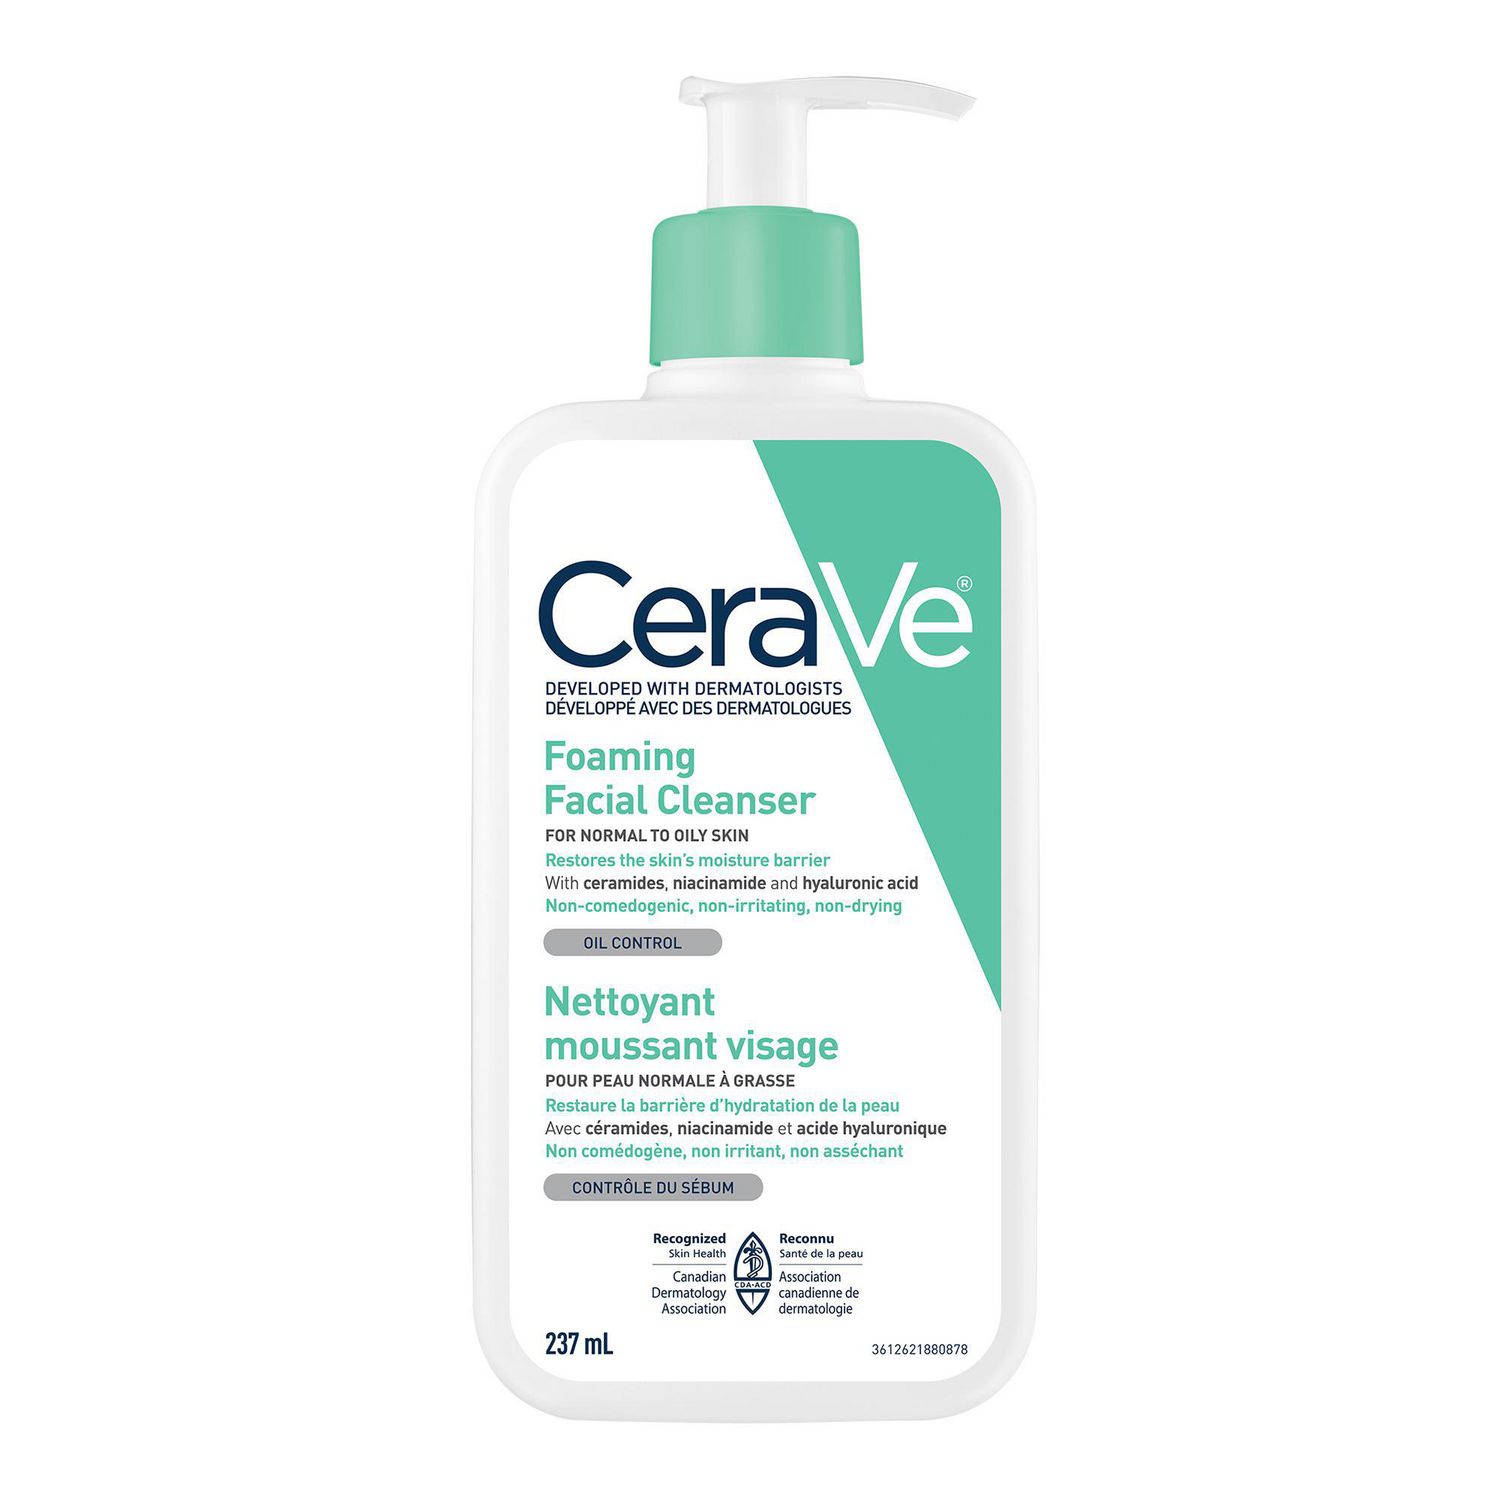 CeraVe®
DEVELOPED WITH DERMATOLOGISTS
DÉVELOPPÉ AVEC DES DERMATOLOGUES
Foaming
Facial Cleanser
FOR NORMAL TO OILY SKIN
Restores the skin's moisture barrier
With ceramides, niacinamide and hyaluronic acid
Non-comedogenic, non-irritating, non-drying
OIL CONTROL
Nettoyant
moussant visage
POUR PEAU NORMALE À GRASSE
Restaure la barrière d'hydratation de la peau
Avec céramides, niacinamide et acide hyaluronique
Non comédogène, non irritant, non asséchant
CONTRÔLE DU SÉBUM
Recognized
Skin Health
Canadian
Dermatology
Association
CDA-ACD
Reconnu
Santé de la peau
Association
canadienne de
dermatologie
237 mL
3612621880878